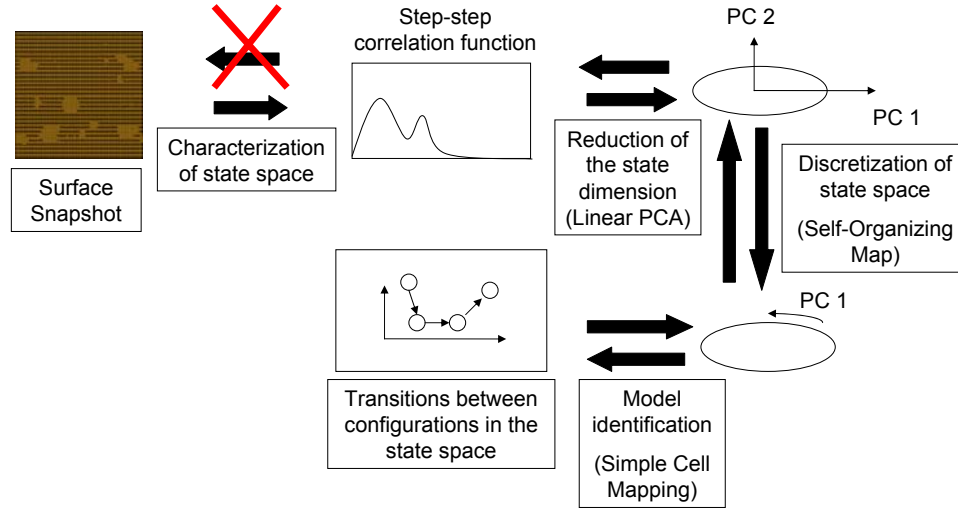 Step-step
correlation function
PC 2
PC 1
Characterization
of state space
Surface
Snapshot
Reduction of
the state
dimension
(Linear PCA)
Discretization of
state space
(Self-Organizing
Map)
PC 1
Transitions between
configurations in the
state space
Model
identification
(Simple Cell
Mapping)